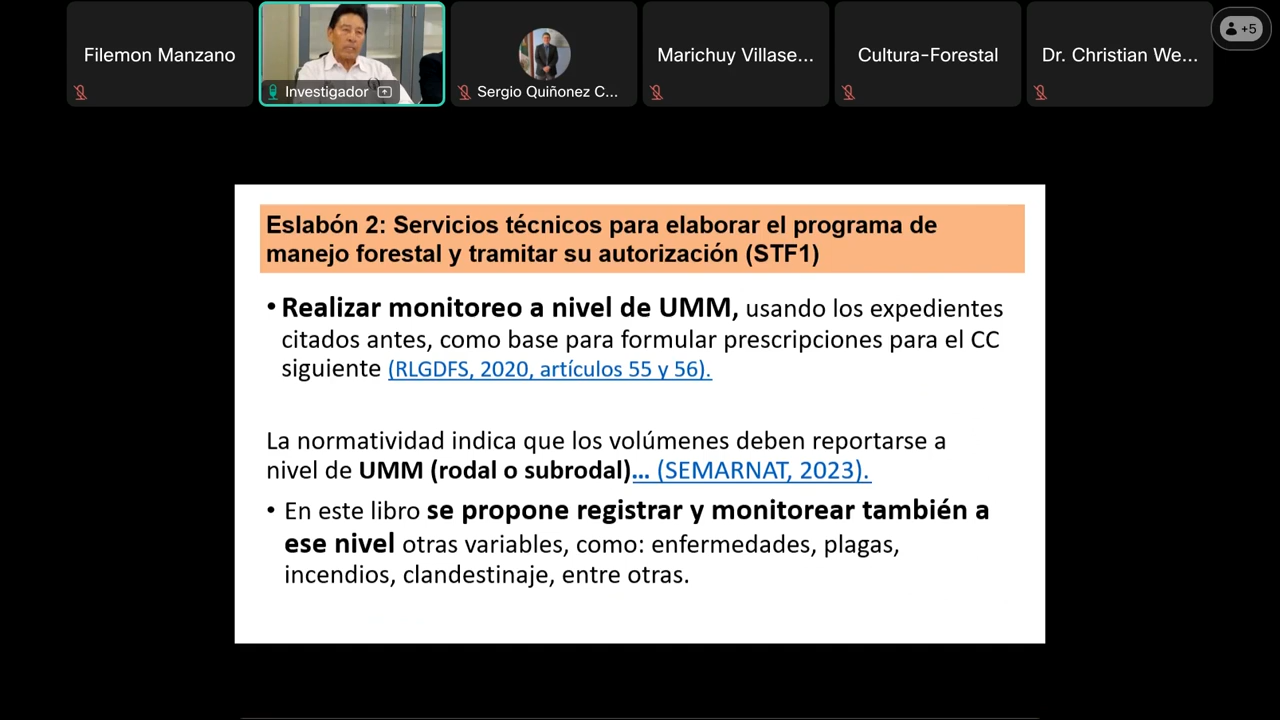 Filemon Manzano
Investigador
Sergio Quiñonez C...
Marichuy Villase...
Cultura-Forestal
Dr. Christian We...
+5
Eslabón 2: Servicios técnicos para elaborar el programa de
manejo forestal y tramitar su autorización (STF1)
• Realizar monitoreo a nivel de UMM, usando los expedientes
citados antes, como base para formular prescripciones para el CC
siguiente (RLGDFS, 2020, artículos 55 y 56).
La normatividad indica que los volúmenes deben reportarse a
nivel de UMM (rodal o subrodal)... (SEMARNAT, 2023).
• En este libro se propone registrar y monitorear también a
ese nivel otras variables, como: enfermedades, plagas,
incendios, clandestinaje, entre otras.